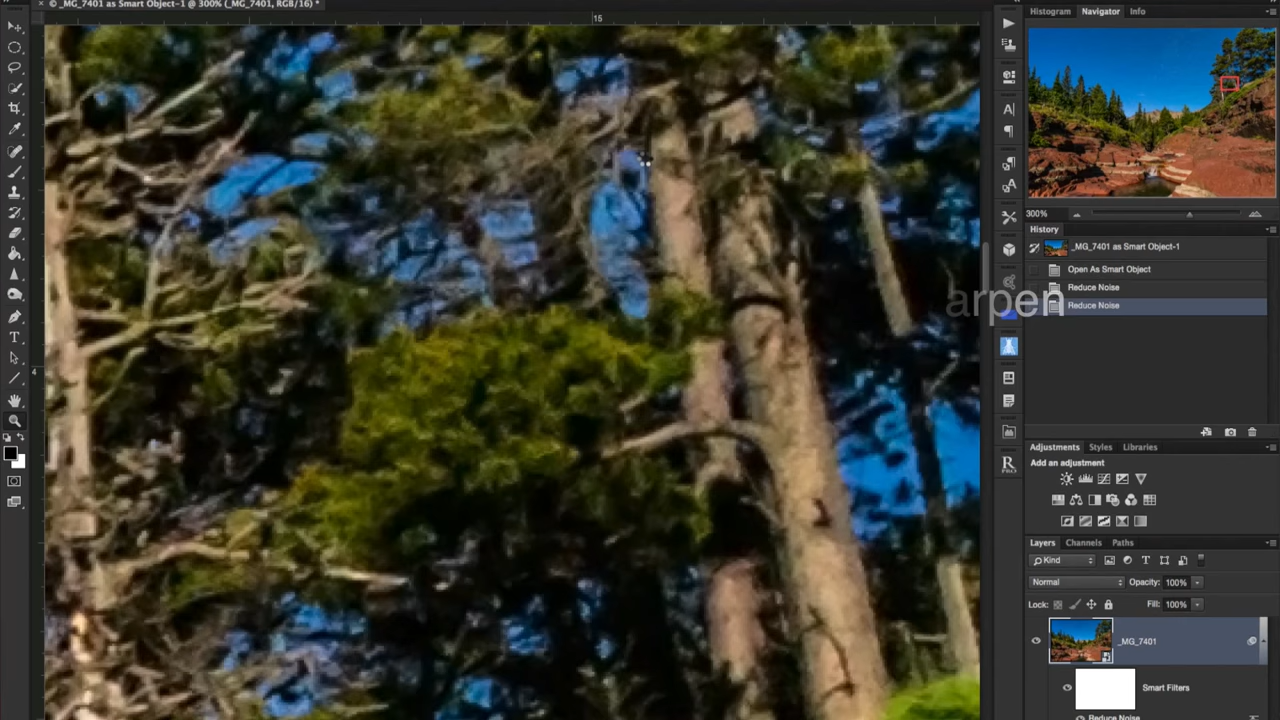 © _MG_7401 as Smart Object-1 @ 300% (_MG_7401, RGB/16) *
15
4
Histogram Navigator Info
300%
History
_MG_7401 as Smart Object-1
Open As Smart Object
Reduce Noise
Reduce Noise
arpen
Adjustments Styles Libraries
Add an adjustment
Layers Channels Paths
Kind
Normal Opacity: 100%
Lock: Fill: 100%
_MG_7401
Smart Filters
Reduce Noise